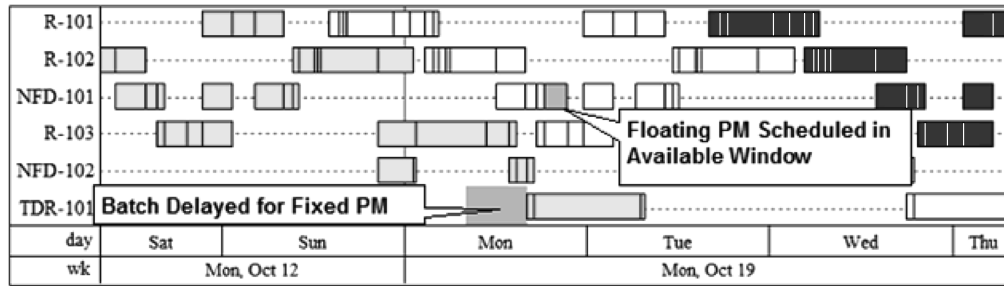 R-101
R-102
NFD-101
R-103
Floating PM Scheduled in
Available Window
NFD-102
TDR-101
Batch Delayed for Fixed PM
day Sat Sun Mon Tue Wed Thu
wk Mon, Oct 12 Mon, Oct 19